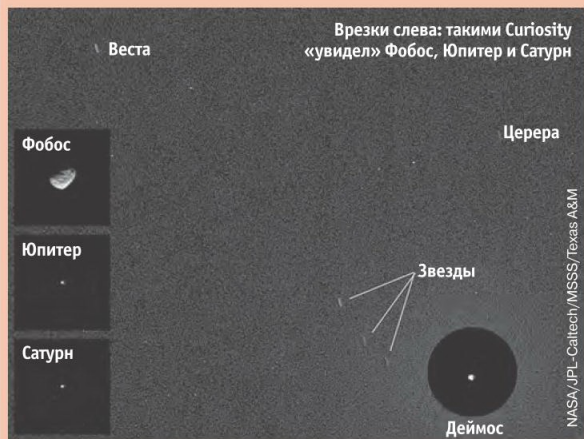 Врезки слева: такими Curiosity
«увидел» Фобос, Юпитер и Сатурн
Веста
Церера
Фобос
Юпитер
Звезды
Сатурн
Деймос
NASA/JPL-Caltech/MSSS/Texas A&M